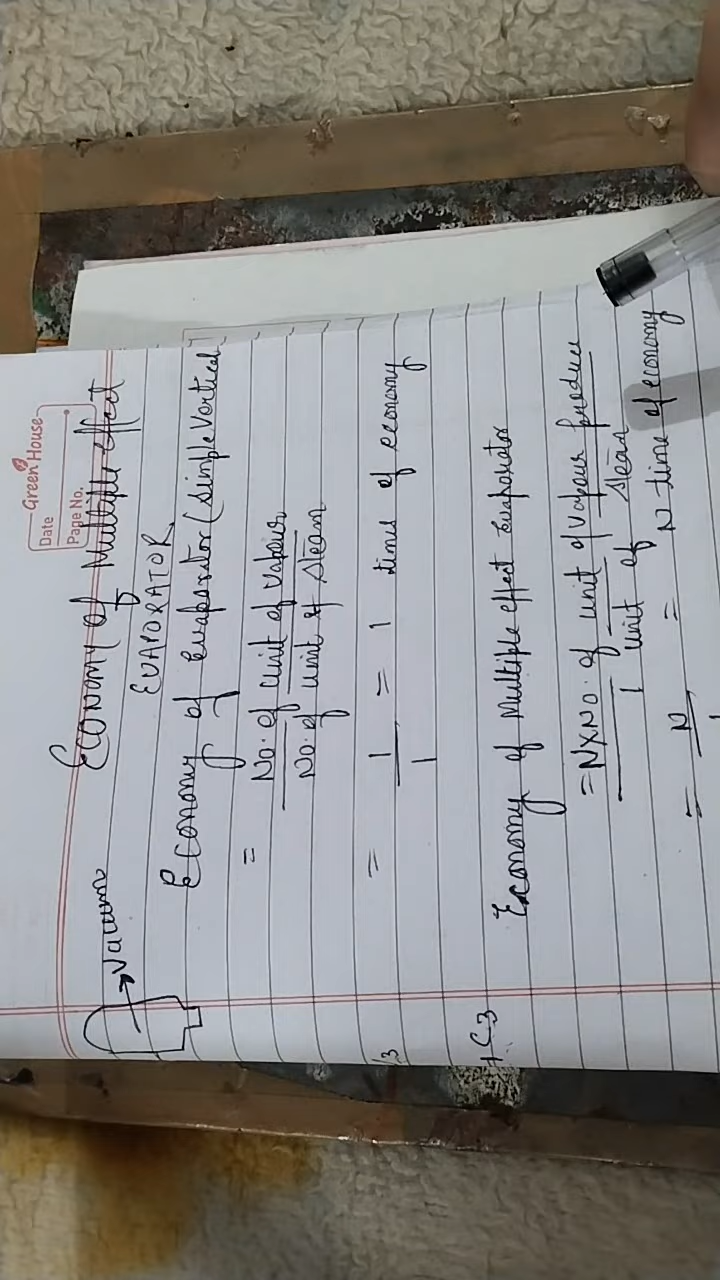 Green House
Date
Page No.
→ Vacuum
ECONOMY of Multiple effect
EVAPORATOR
Economy of Evaporator (Simple Vertical
= No. of unit of vapour
No. of unit of steam
= 1/1 = 1 times of economy
Economy of Multiple effect Evaporator
= N×No. of unit of vapour produce
1 unit of steam
= N/1 = N time of economy